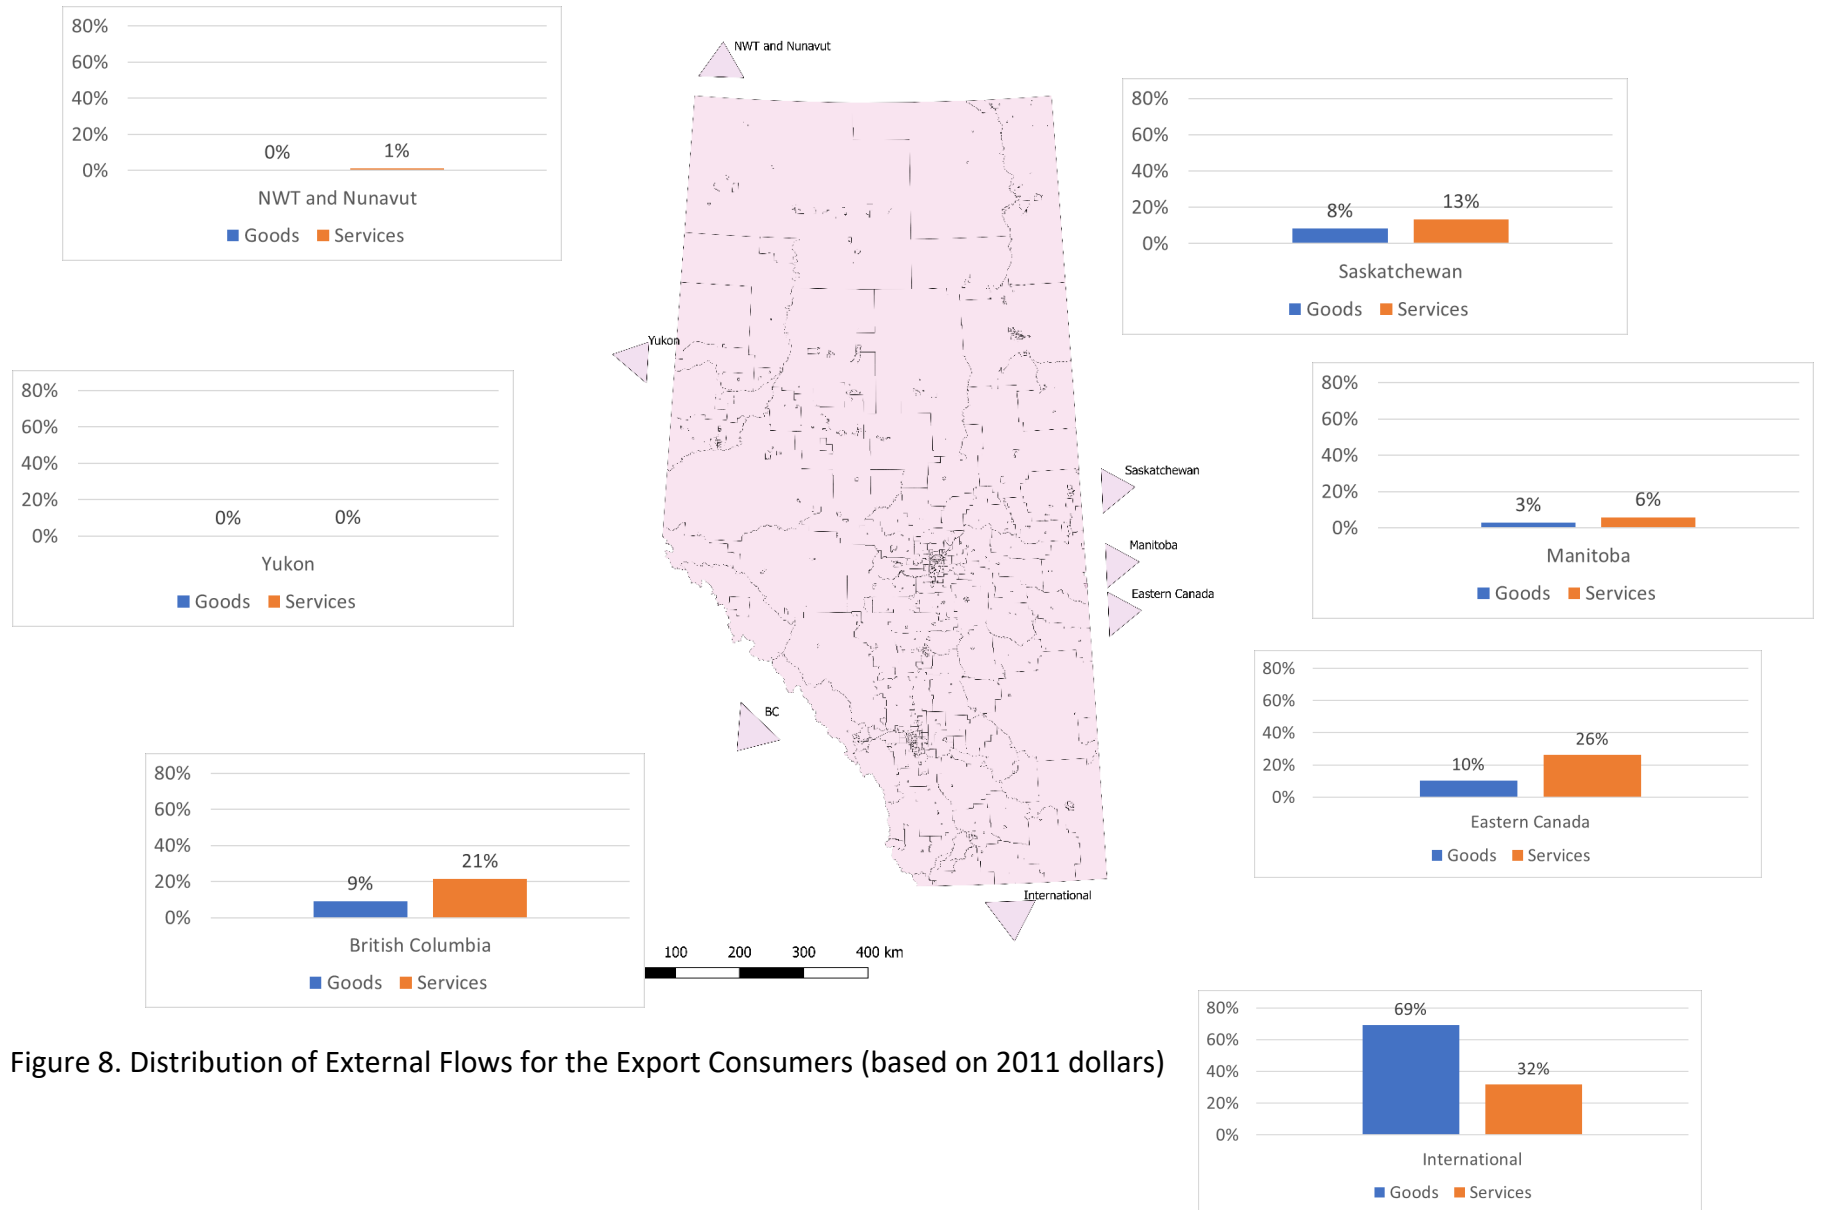 80%
60%
40%
20%
0%
0%
1%
NWT and Nunavut
Goods Services
NWT and Nunavut
80%
60%
40%
20%
0%
8%
13%
Saskatchewan
Goods Services
Yukon
80%
60%
40%
20%
0%
0%
0%
Yukon
Goods Services
80%
60%
40%
20%
0%
3%
6%
Manitoba
Goods Services
Saskatchewan
Manitoba
Eastern Canada
80%
60%
40%
20%
0%
10%
26%
Eastern Canada
Goods Services
BC
80%
60%
40%
20%
0%
9%
21%
British Columbia
Goods Services
International
100 200 300 400 km
80%
60%
40%
20%
0%
69%
32%
International
Goods Services
Figure 8. Distribution of External Flows for the Export Consumers (based on 2011 dollars)